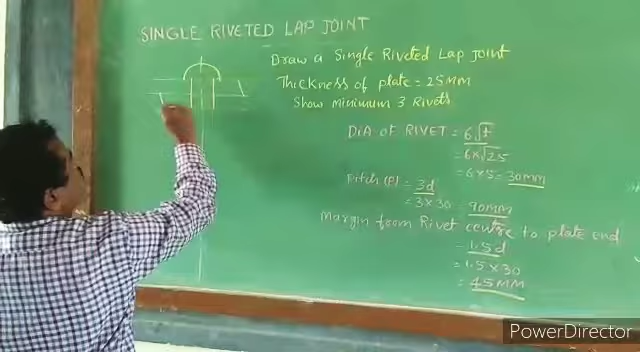 SINGLE RIVETED LAP JOINT
Draw a Single Riveted Lap joint
Thickness of plate = 25MM
Show minimum 3 Rivets
DiA of RIVET = 6√t
= 6×√25
= 6×5 = 30mm
Pitch (P) = 3d
= 3×30 = 90mm
Margin from Rivet centre to plate end
= 1.5d
= 1.5×30
= 45MM
PowerDirector